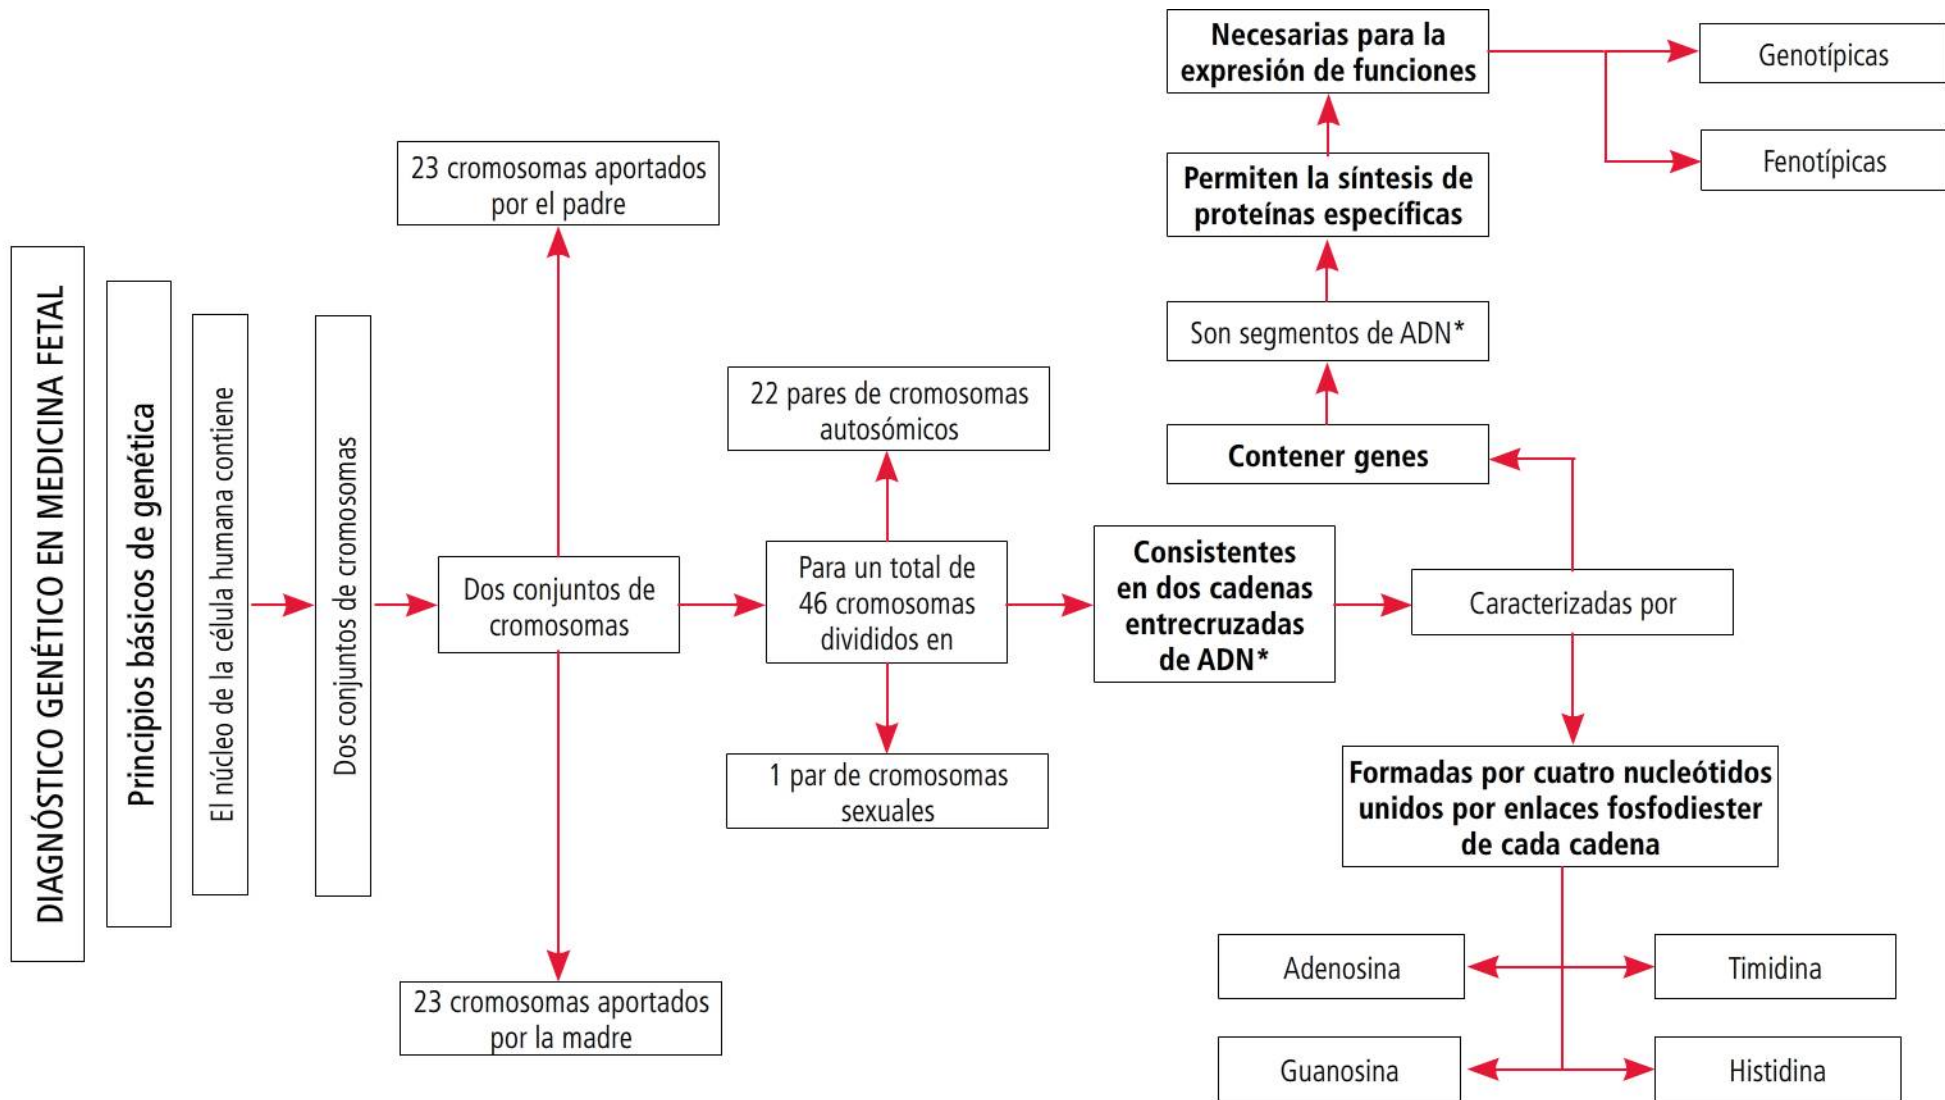 DIAGNÓSTICO GENÉTICO EN MEDICINA FETAL
Principios básicos de genética
El núcleo de la célula humana contiene
Dos conjuntos de cromosomas
23 cromosomas aportados
por el padre
Dos conjuntos de
cromosomas
23 cromosomas aportados
por la madre
22 pares de cromosomas
autosómicos
Para un total de
46 cromosomas
divididos en
1 par de cromosomas
sexuales
Consistentes
en dos cadenas
entrecruzadas
de ADN*
Caracterizadas por
Contener genes
Son segmentos de ADN*
Permiten la síntesis de
proteínas específicas
Necesarias para la
expresión de funciones
Genotípicas
Fenotípicas
Formadas por cuatro nucleótidos
unidos por enlaces fosfodiester
de cada cadena
Adenosina
Timidina
Guanosina
Histidina